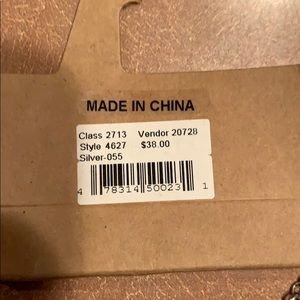 MADE IN CHINA
Class 2713 Vendor 20728
Style 4627 $38.00
Silver-055
4 78314 50023 1